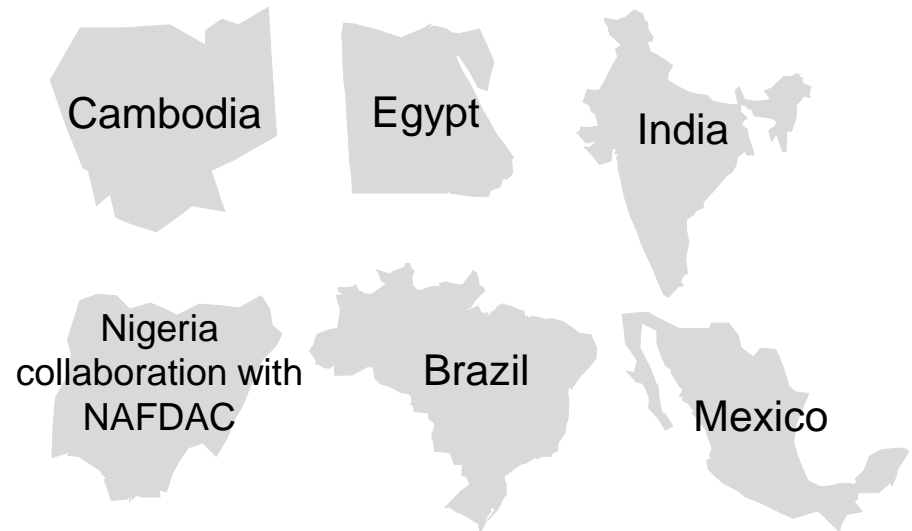 Cambodia
Egypt
India
Nigeria
collaboration with
NAFDAC
Brazil
Mexico